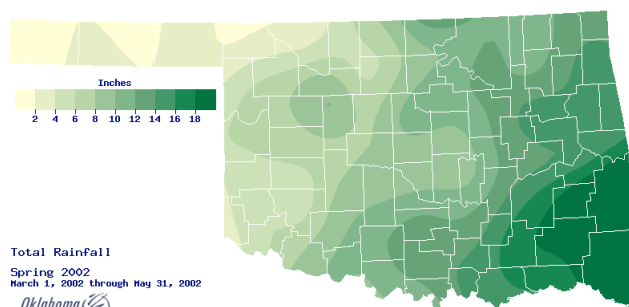 Inches
2 4 6 8 10 12 14 16 18
Total Rainfall
Spring 2002
March 1, 2002 through May 31, 2002
Oklahoma